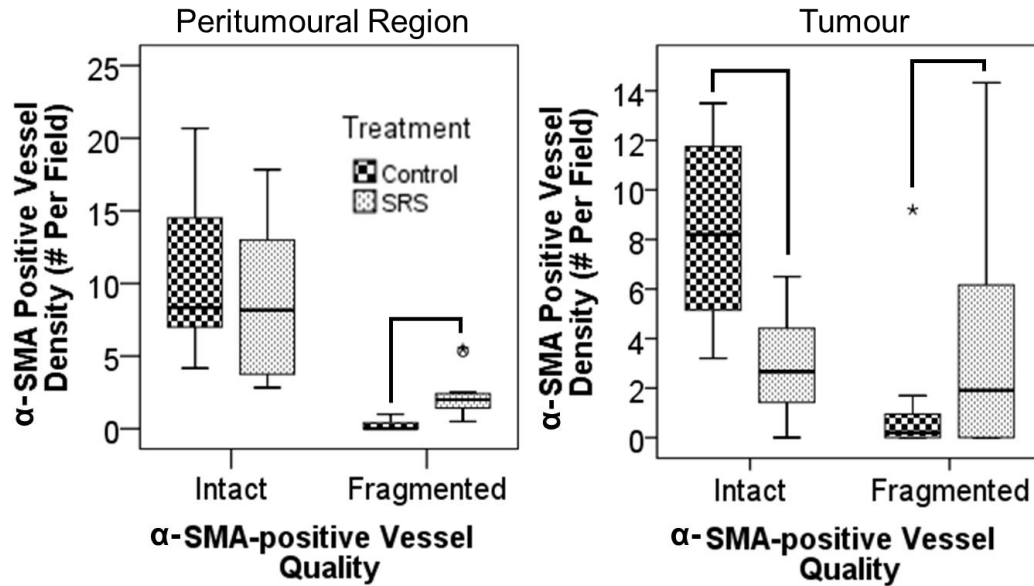 Peritumoural Region
α-SMA Positive Vessel
Density (# Per Field)
25
20
15
10
5
0
Treatment
Control
SRS
*
Intact
Fragmented
α-SMA-positive Vessel
Quality
Tumour
α-SMA Positive Vessel
Density (# Per Field)
14
12
10
8
6
4
2
0
*
Intact
Fragmented
α-SMA-positive Vessel
Quality